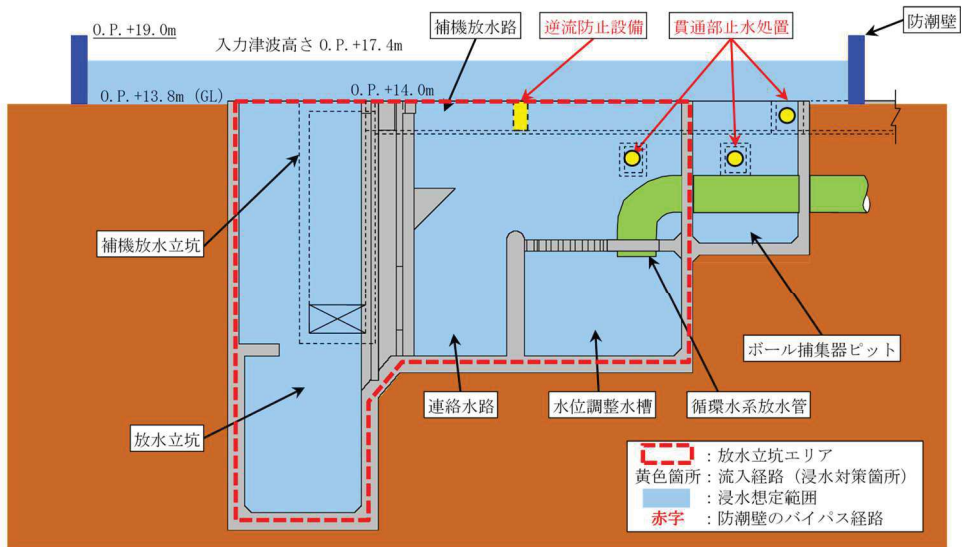 O.P.+19.0m
入力津波高さ O.P.+17.4m
補機放水路
逆流防止設備
貫通部止水処置
防潮壁
O.P.+13.8m (GL)
O.P.+14.0m
補機放水立坑
放水立坑
連絡水路
水位調整水槽
循環水系放水管
ボール捕集器ピット
：放水立坑エリア
黄色箇所：流入経路（浸水対策箇所）
：浸水想定範囲
赤字：防潮壁のバイパス経路